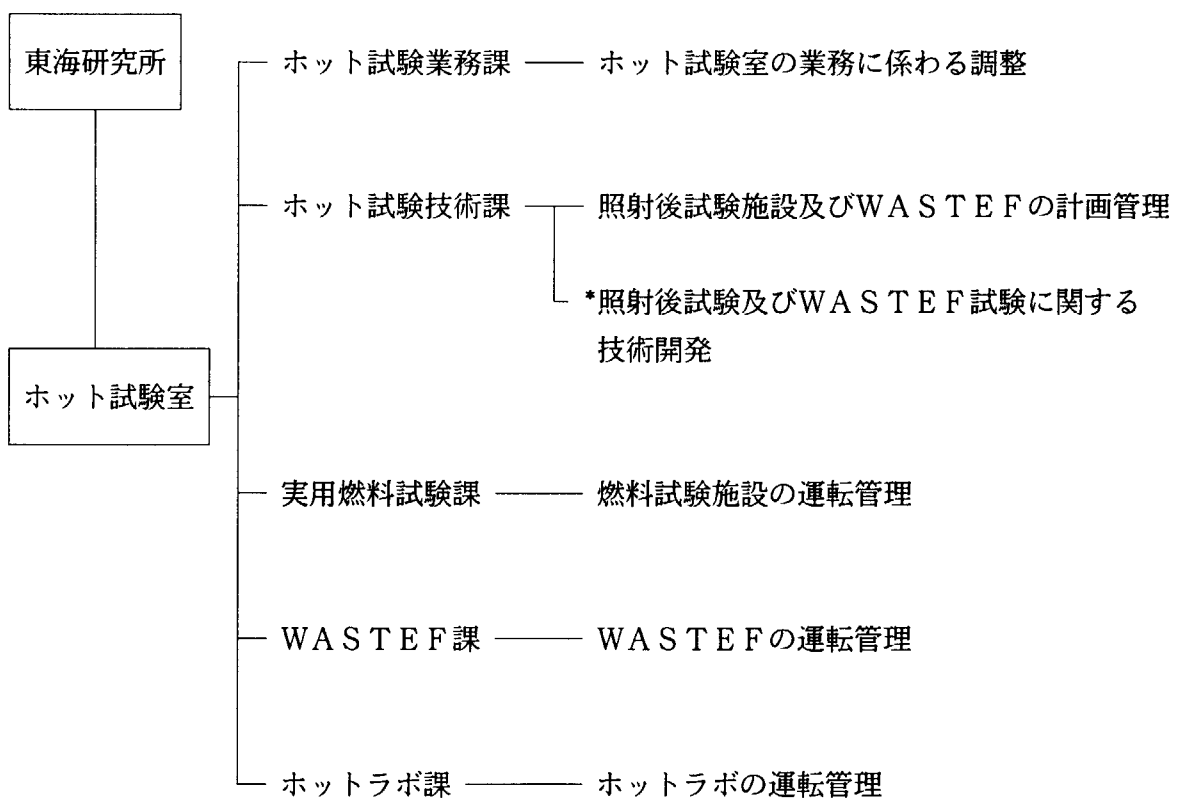 東海研究所
ホット試験業務課 ホット試験室の業務に係わる調整
ホット試験技術課 照射後試験施設及びWASTEFの計画管理
*照射後試験及びWASTEF試験に関する
技術開発
ホット試験室
実用燃料試験課 燃料試験施設の運転管理
WASTEF課 WASTEFの運転管理
ホットラボ課 ホットラボの運転管理